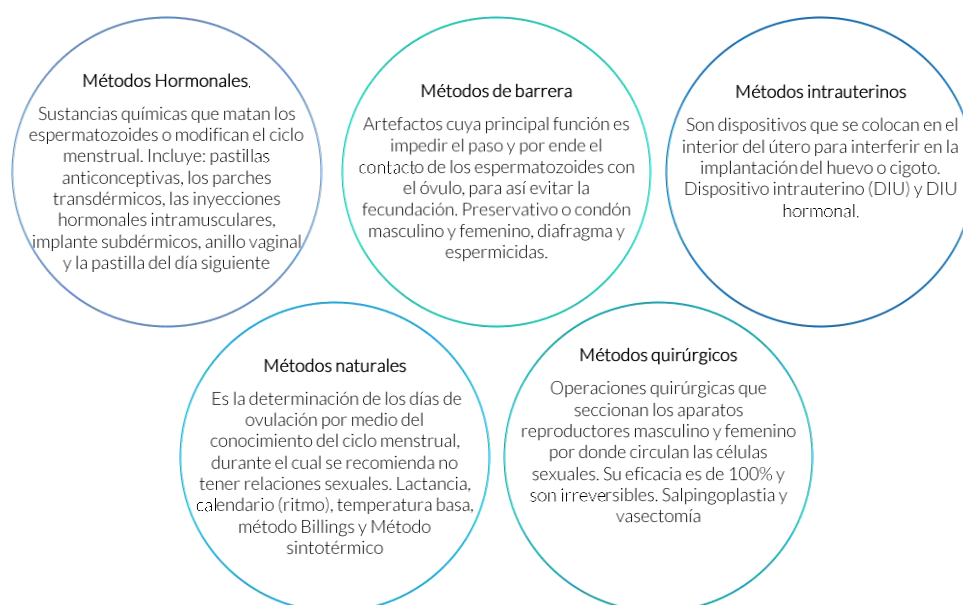 Métodos Hormonales.
Sustancias químicas que matan los
espermatozoides o modifican el ciclo
menstrual. Incluye: pastillas
anticonceptivas, los parches
transdérmicos, las inyecciones
hormonales intramusculares,
implante subdérmicos, anillo vaginal
y la pastilla del día siguiente
Métodos de barrera
Artefactos cuya principal función es
impedir el paso y por ende el
contacto de los espermatozoides con
el óvulo, para así evitar la
fecundación. Preservativo o condón
masculino y femenino, diafragma y
espermicidas.
Métodos intrauterinos
Son dispositivos que se colocan en el
interior del útero para interferir en la
implantación del huevo o cigoto.
Dispositivo intrauterino (DIU) y DIU
hormonal.
Métodos naturales
Es la determinación de los días de
ovulación por medio del
conocimiento del ciclo menstrual,
durante el cual se recomienda no
tener relaciones sexuales. Lactancia,
calendario (ritmo), temperatura basa,
método Billings y Método
sintotérmico
Métodos quirúrgicos
Operaciones quirúrgicas que
seccionan los aparatos
reproductores masculino y femenino
por donde circulan las células
sexuales. Su eficacia es de 100% y
son irreversibles. Salpingoplastia y
vasectomía